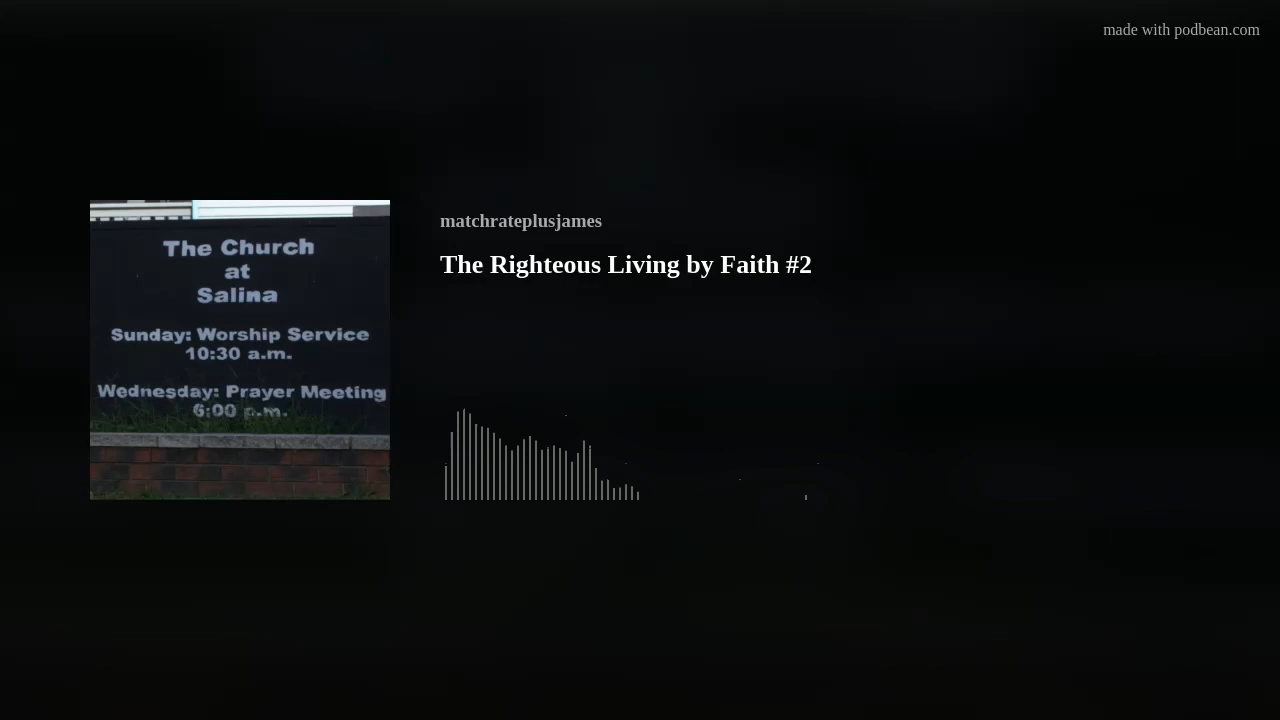 made with podbean.com
The Church
at
Salina
Sunday: Worship Service
10:30 a.m.
Wednesday: Prayer Meeting
6:00 p.m.
matchrateplusjames
The Righteous Living by Faith #2